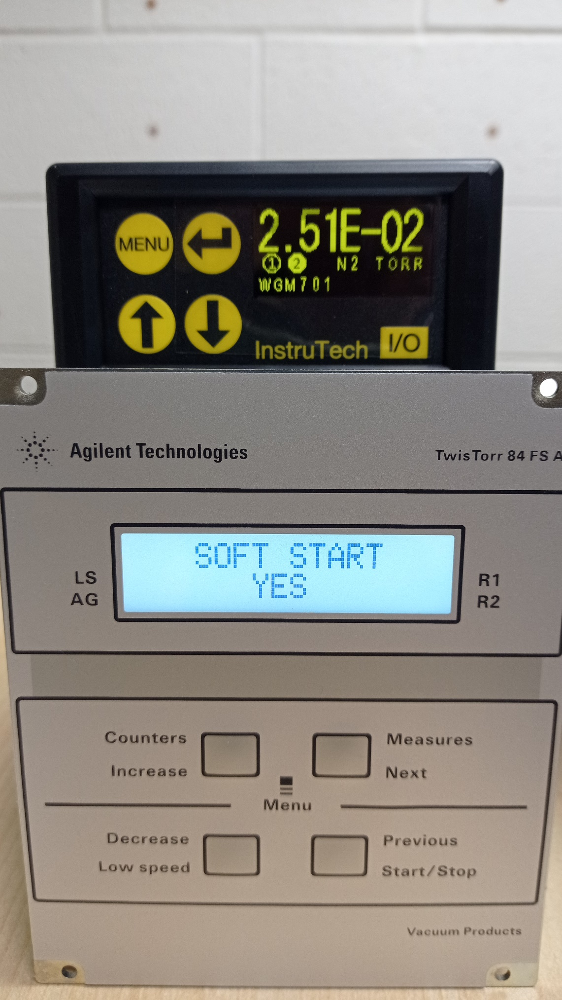 MENU
2.51E-02
1 2 N2 TORR
WGM701
InstruTech I/O
Agilent Technologies
TwisTorr 84 FS A
SOFT START
YES
LS
AG
R1
R2
Counters
Increase
Measures
Next
Menu
Decrease
Low speed
Previous
Start/Stop
Vacuum Products